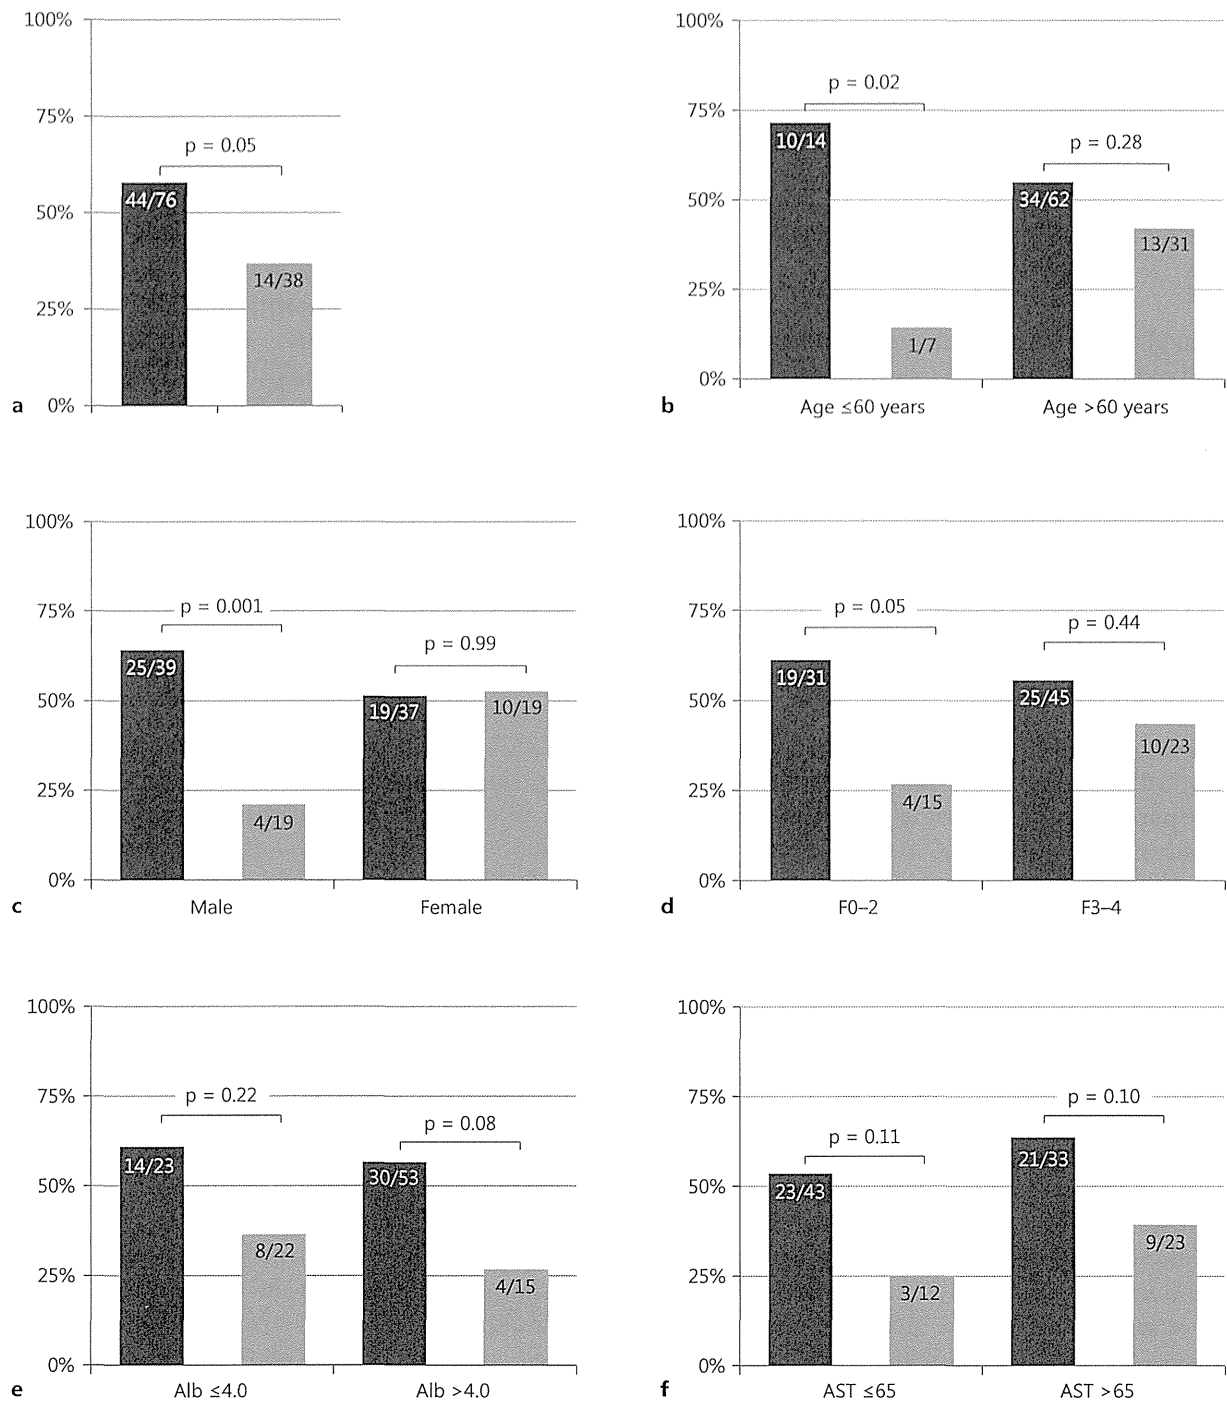 100%
75%
50%
25%
0%
p = 0.05
44/76
14/38
a
100%
75%
50%
25%
0%
p = 0.02
p = 0.28
10/14
1/7
34/62
13/31
Age ≤60 years
Age >60 years
b
100%
75%
50%
25%
0%
p = 0.001
p = 0.99
25/39
4/19
19/37
10/19
Male
Female
c
100%
75%
50%
25%
0%
p = 0.05
p = 0.44
19/31
4/15
25/45
10/23
F0–2
F3–4
d
100%
75%
50%
25%
0%
p = 0.22
p = 0.08
14/23
8/22
30/53
4/15
Alb ≤4.0
Alb >4.0
e
100%
75%
50%
25%
0%
p = 0.11
p = 0.10
23/43
3/12
21/33
9/23
AST ≤65
AST >65
f